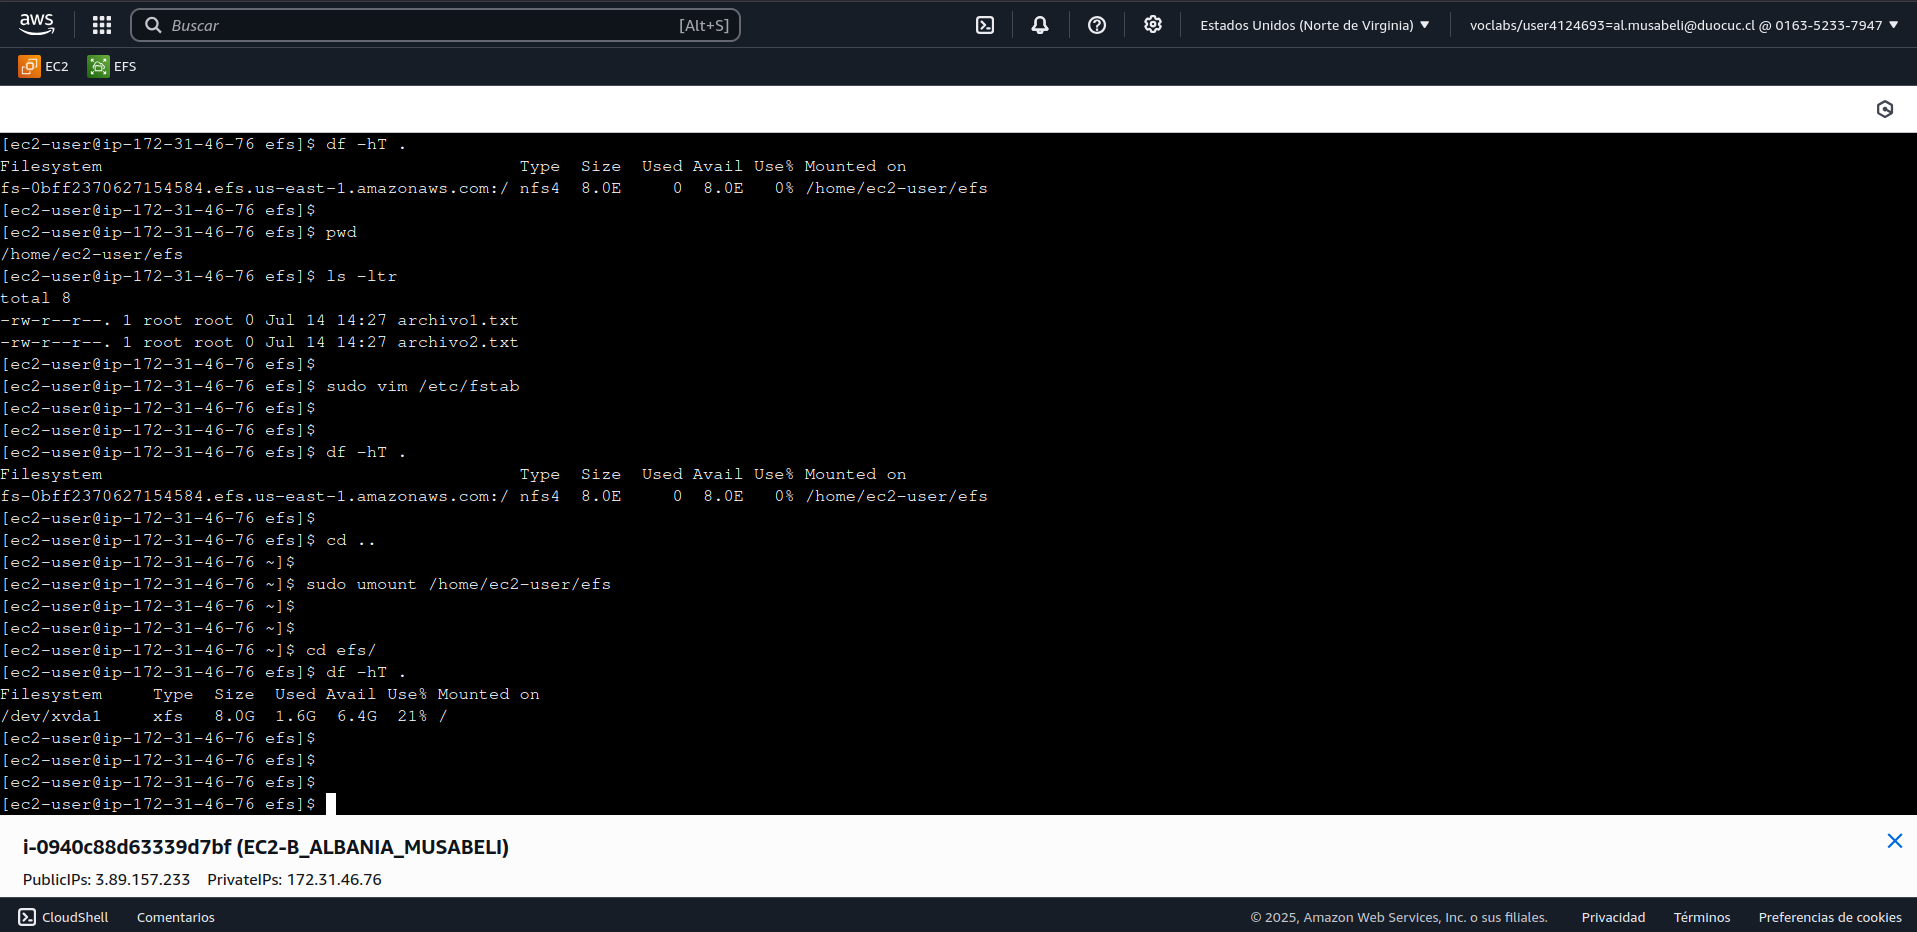 aws
Buscar [Alt+S] Estados Unidos (Norte de Virginia) ▼ voclabs/user4124693=al.musabeli@duocuc.cl @ 0163-5233-7947 ▼
EC2 EFS
[ec2-user@ip-172-31-46-76 efs]$ df -hT .
Filesystem Type Size Used Avail Use% Mounted on
fs-0bff2370627154584.efs.us-east-1.amazonaws.com:/ nfs4 8.0E 0 8.0E 0% /home/ec2-user/efs
[ec2-user@ip-172-31-46-76 efs]$
[ec2-user@ip-172-31-46-76 efs]$ pwd
/home/ec2-user/efs
[ec2-user@ip-172-31-46-76 efs]$ ls -ltr
total 8
-rw-r--r--. 1 root root 0 Jul 14 14:27 archivo1.txt
-rw-r--r--. 1 root root 0 Jul 14 14:27 archivo2.txt
[ec2-user@ip-172-31-46-76 efs]$
[ec2-user@ip-172-31-46-76 efs]$ sudo vim /etc/fstab
[ec2-user@ip-172-31-46-76 efs]$
[ec2-user@ip-172-31-46-76 efs]$
[ec2-user@ip-172-31-46-76 efs]$ df -hT .
Filesystem Type Size Used Avail Use% Mounted on
fs-0bff2370627154584.efs.us-east-1.amazonaws.com:/ nfs4 8.0E 0 8.0E 0% /home/ec2-user/efs
[ec2-user@ip-172-31-46-76 efs]$
[ec2-user@ip-172-31-46-76 efs]$ cd ..
[ec2-user@ip-172-31-46-76 ~]$
[ec2-user@ip-172-31-46-76 ~]$ sudo umount /home/ec2-user/efs
[ec2-user@ip-172-31-46-76 ~]$
[ec2-user@ip-172-31-46-76 ~]$
[ec2-user@ip-172-31-46-76 ~]$ cd efs/
[ec2-user@ip-172-31-46-76 efs]$ df -hT .
Filesystem Type Size Used Avail Use% Mounted on
/dev/xvda1 xfs 8.0G 1.6G 6.4G 21% /
[ec2-user@ip-172-31-46-76 efs]$
[ec2-user@ip-172-31-46-76 efs]$
[ec2-user@ip-172-31-46-76 efs]$
[ec2-user@ip-172-31-46-76 efs]$
i-0940c88d63339d7bf (EC2-B_ALBANIA_MUSABELI)
PublicIPs: 3.89.157.233 PrivateIPs: 172.31.46.76
CloudShell Comentarios © 2025, Amazon Web Services, Inc. o sus filiales. Privacidad Términos Preferencias de cookies